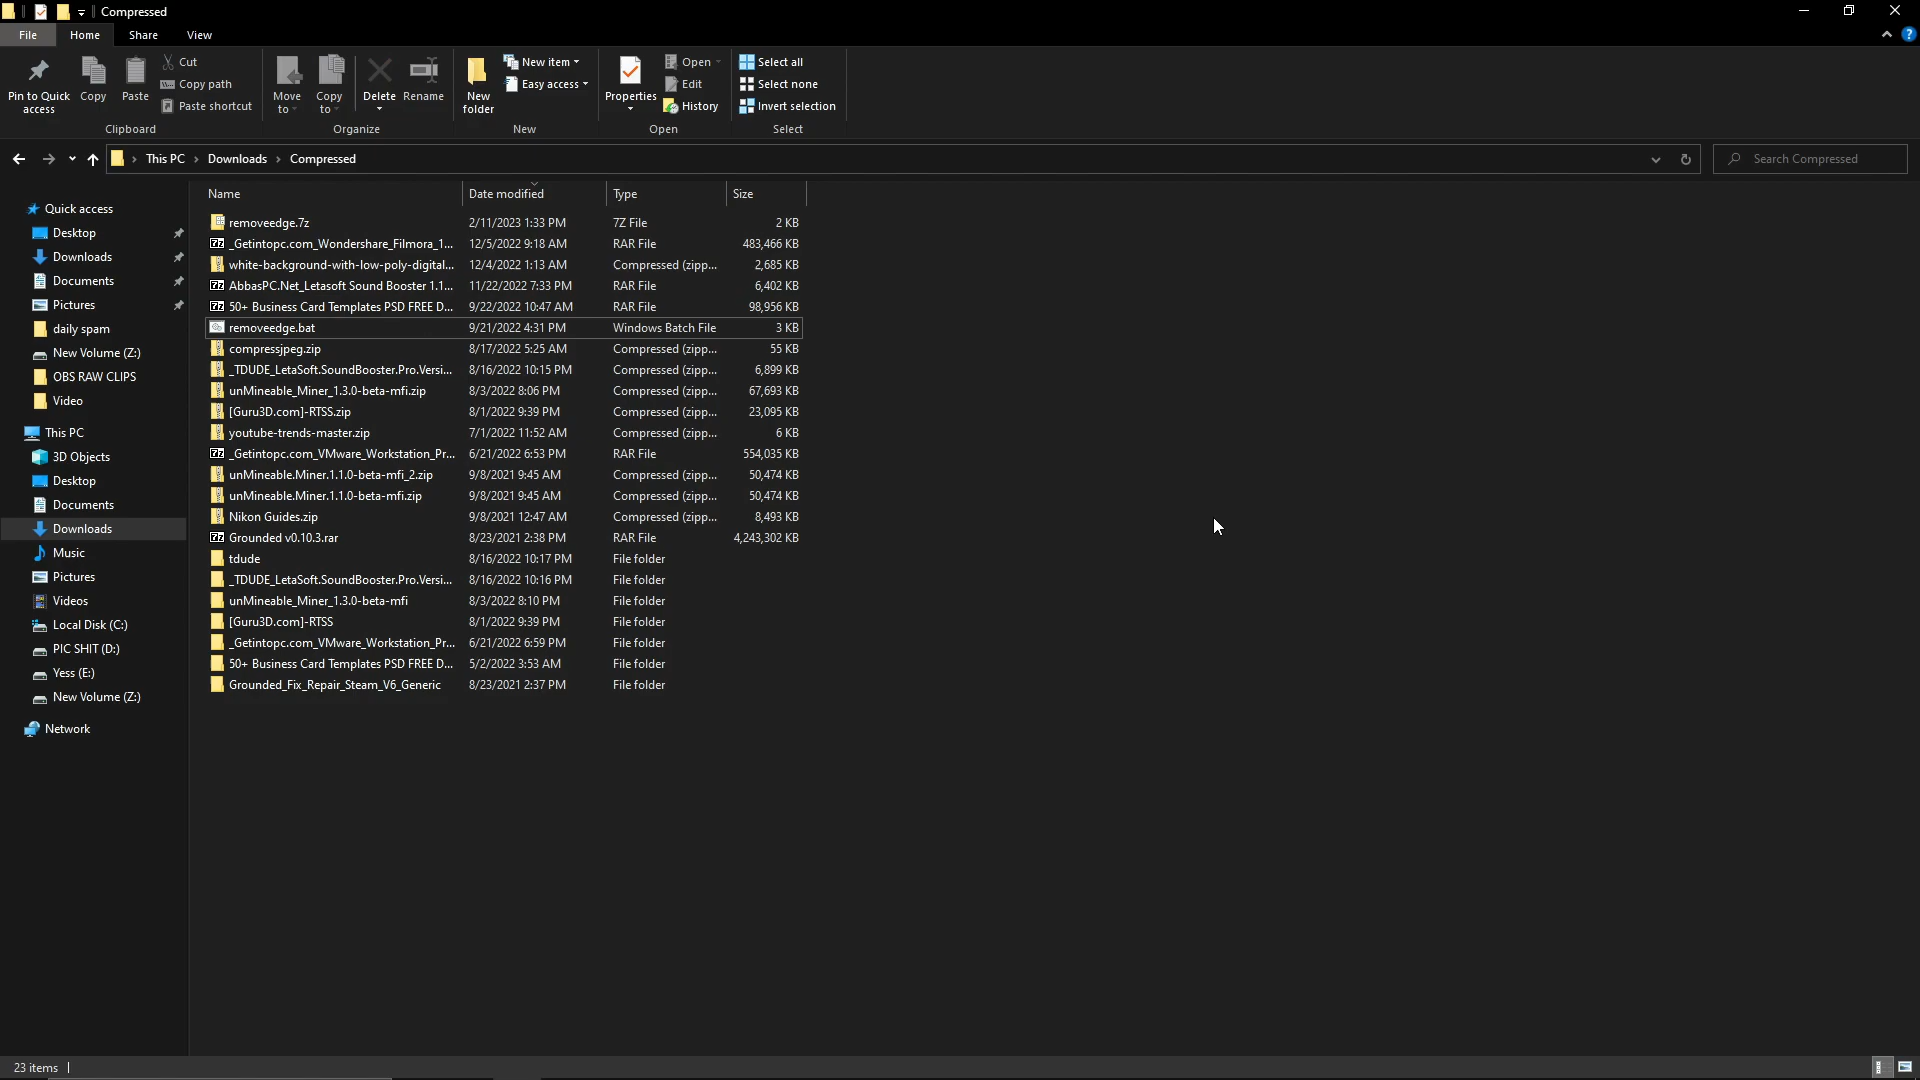 Compressed
File Home Share View
Pin to Quick access
Copy
Paste
Cut
Copy path
Paste shortcut
Clipboard
Move to
Copy to
Delete
Rename
Organize
New folder
New item
Easy access
New
Properties
Open
Edit
History
Open
Select all
Select none
Invert selection
Select
This PC > Downloads > Compressed
Search Compressed
Quick access
Desktop
Downloads
Documents
Pictures
daily spam
New Volume (Z:)
OBS RAW CLIPS
Video
This PC
3D Objects
Desktop
Documents
Downloads
Music
Pictures
Videos
Local Disk (C:)
PIC SHIT (D:)
Yess (E:)
New Volume (Z:)
Network
Name Date modified Type Size
removeedge.7z 2/11/2023 1:33 PM 7Z File 2 KB
_Getintopc.com_Wondershare_Filmora_1... 12/5/2022 9:18 AM RAR File 483,466 KB
white-background-with-low-poly-digital... 12/4/2022 1:13 AM Compressed (zipp... 2,685 KB
AbbasPC.Net_Letasoft Sound Booster 1.1... 11/22/2022 7:33 PM RAR File 6,402 KB
50+ Business Card Templates PSD FREE D... 9/22/2022 10:47 AM RAR File 98,956 KB
removeedge.bat 9/21/2022 4:31 PM Windows Batch File 3 KB
compressjpeg.zip 8/17/2022 5:25 AM Compressed (zipp... 55 KB
_TDUDE_LetaSoft.SoundBooster.Pro.Versi... 8/16/2022 10:15 PM Compressed (zipp... 6,899 KB
unMineable_Miner_1.3.0-beta-mfi.zip 8/3/2022 8:06 PM Compressed (zipp... 67,693 KB
[Guru3D.com]-RTSS.zip 8/1/2022 9:39 PM Compressed (zipp... 23,095 KB
youtube-trends-master.zip 7/1/2022 11:52 AM Compressed (zipp... 6 KB
_Getintopc.com_VMware_Workstation_Pr... 6/21/2022 6:53 PM RAR File 554,035 KB
unMineable.Miner.1.1.0-beta-mfi_2.zip 9/8/2021 9:45 AM Compressed (zipp... 50,474 KB
unMineable.Miner.1.1.0-beta-mfi.zip 9/8/2021 9:45 AM Compressed (zipp... 50,474 KB
Nikon Guides.zip 9/8/2021 12:47 AM Compressed (zipp... 8,493 KB
Grounded v0.10.3.rar 8/23/2021 2:38 PM RAR File 4,243,302 KB
tdude 8/16/2022 10:17 PM File folder
_TDUDE_LetaSoft.SoundBooster.Pro.Versi... 8/16/2022 10:16 PM File folder
unMineable_Miner_1.3.0-beta-mfi 8/3/2022 8:10 PM File folder
[Guru3D.com]-RTSS 8/1/2022 9:39 PM File folder
_Getintopc.com_VMware_Workstation_Pr... 6/21/2022 6:59 PM File folder
50+ Business Card Templates PSD FREE D... 5/2/2022 3:53 AM File folder
Grounded_Fix_Repair_Steam_V6_Generic 8/23/2021 2:37 PM File folder
23 items